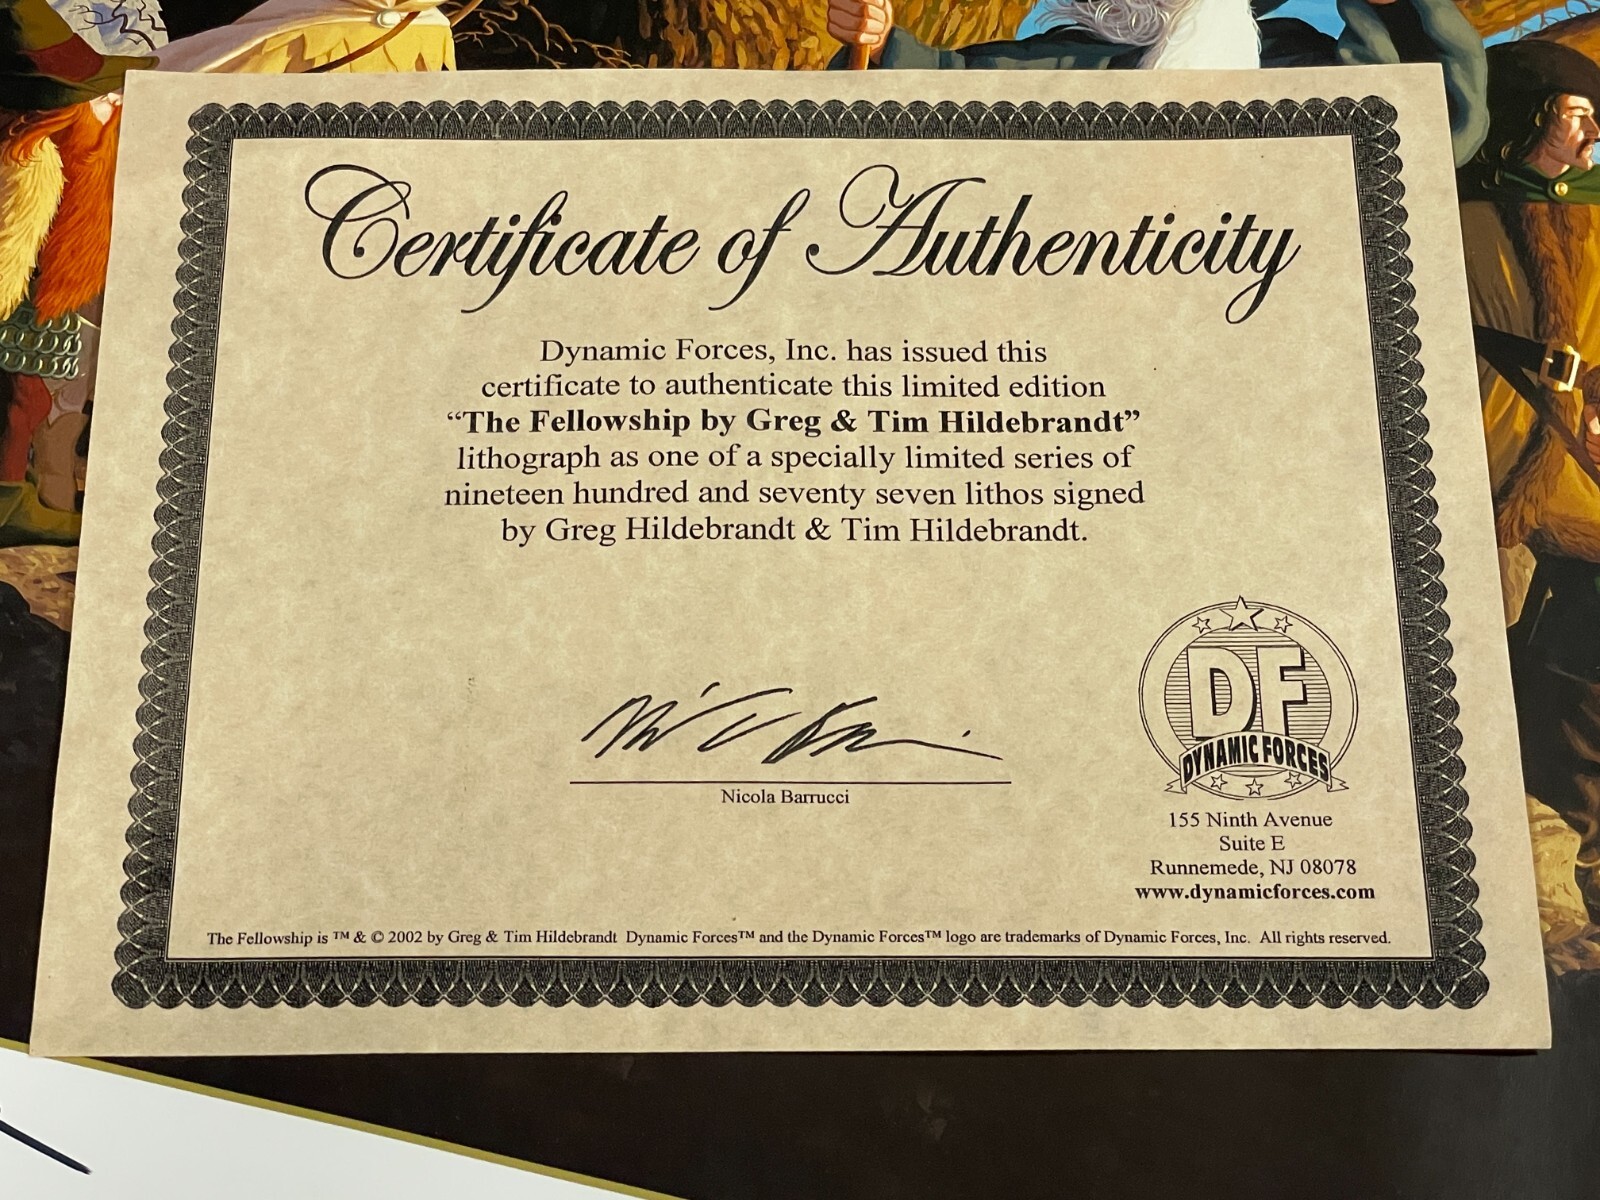 Certificate of Authenticity
Dynamic Forces, Inc. has issued this
certificate to authenticate this limited edition
“The Fellowship by Greg & Tim Hildebrandt”
lithograph as one of a specially limited series of
nineteen hundred and seventy seven lithos signed
by Greg Hildebrandt & Tim Hildebrandt.
Nicola Barrucci
DF
DYNAMIC FORCES
155 Ninth Avenue
Suite E
Runnemede, NJ 08078
www.dynamicforces.com
The Fellowship is ™ & © 2002 by Greg & Tim Hildebrandt Dynamic Forces™ and the Dynamic Forces™ logo are trademarks of Dynamic Forces, Inc. All rights reserved.